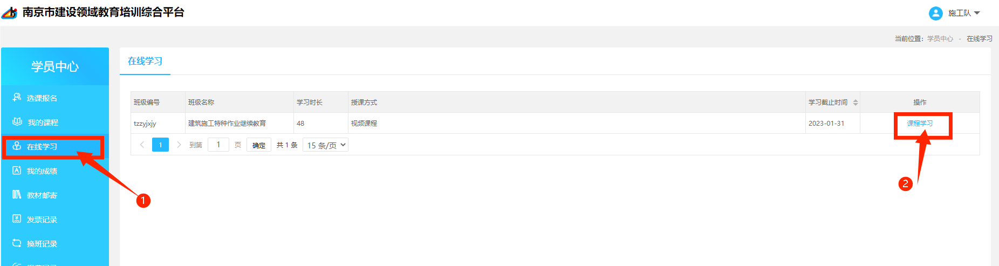 南京市建设领域教育培训综合平台
施工队
当前位置：学员中心 - 在线学习
学员中心
选课报名
我的课程
在线学习
我的成绩
教材邮寄
发票记录
换班记录
在线学习
班级编号 班级名称 学习时长 授课方式 学习截止时间 操作
tzzyjxjy 建筑施工特种作业继续教育 48 视频课程 2023-01-31 课程学习
1 到第 1 页 确定 共 1 条 15 条/页
1
2